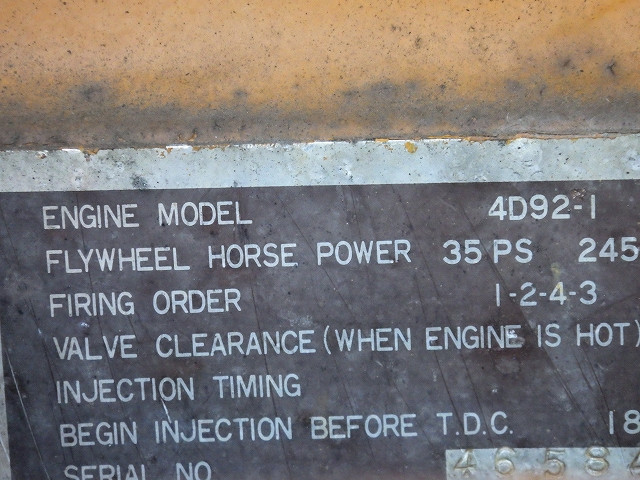 ENGINE MODEL 4D92-1
FLYWHEEL HORSE POWER 35 PS 245
FIRING ORDER 1-2-4-3
VALVE CLEARANCE (WHEN ENGINE IS HOT)
INJECTION TIMING
BEGIN INJECTION BEFORE T.D.C. 18
SERIAL NO 46584